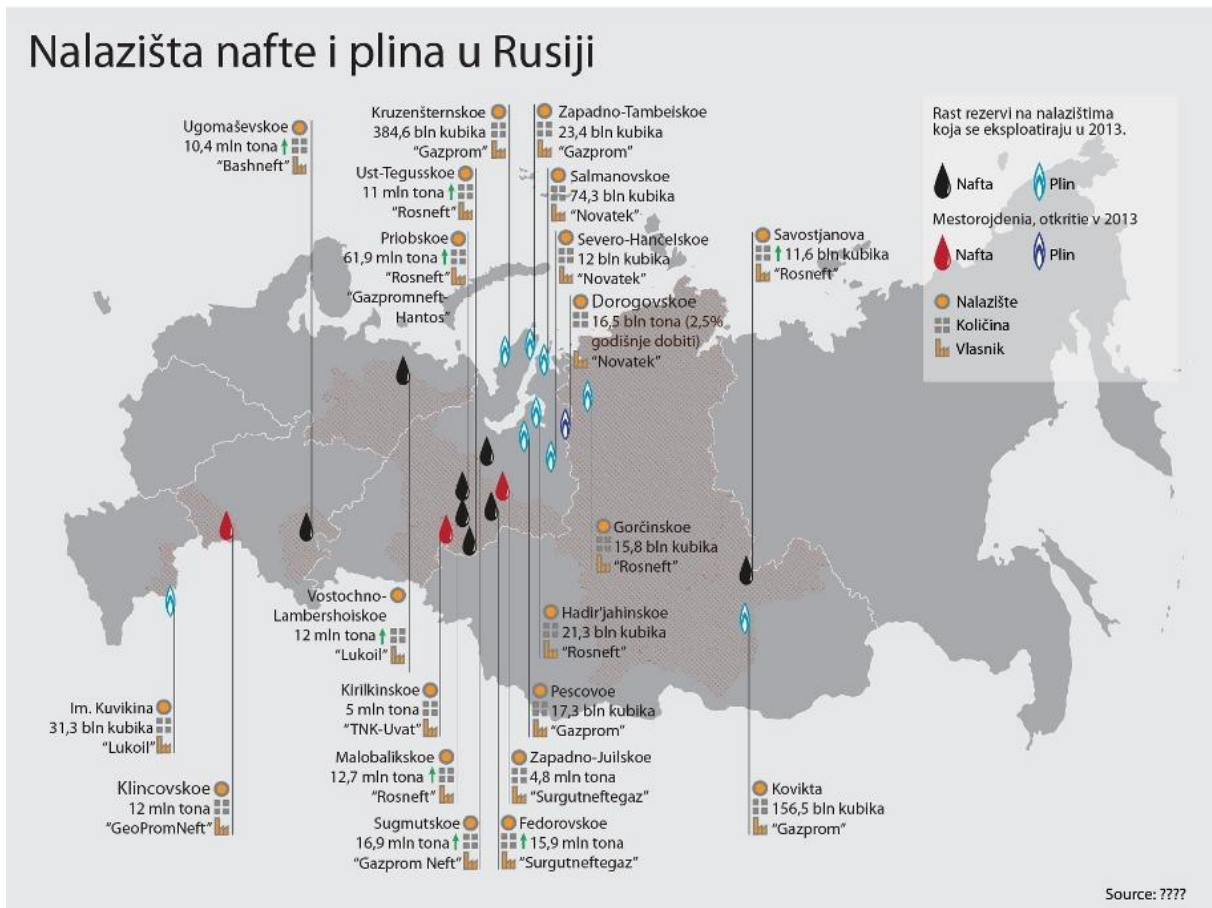 Nalazišta nafte i plina u Rusiji
Ugomaševskoe
10,4 mln tona
"Bashneft"
Kruzenšternskoe
384,6 bln kubika
"Gazprom"
Ust-Tegusskoe
11 mln tona
"Rosneft"
Priobskoe
61,9 mln tona
"Rosneft"
"Gazpromneft-
Hantos"
Zapadno-Tambeiskoe
23,4 bln kubika
"Gazprom"
Salmanovskoe
74,3 bln kubika
"Novatek"
Severo-Hančelskoe
12 bln kubika
"Novatek"
Dorogovskoe
16,5 bln tona (2,5%
godišnje dobiti)
"Novatek"
Savostjanova
11,6 bln kubika
"Rosneft"
Rast rezervi na nalazištima
koja se eksploatiraju u 2013.
Nafta
Plin
Mestorojdenia, otkritie v 2013
Nafta
Plin
Nalazište
Količina
Vlasnik
Gorčinskoe
15,8 bln kubika
"Rosneft"
Vostochno-
Lambershoiskoe
12 mln tona
"Lukoil"
Hadir'jahinskoe
21,3 bln kubika
"Rosneft"
Im. Kuvikina
31,3 bln kubika
"Lukoil"
Kirilkinskoe
5 mln tona
"TNK-Uvat"
Pescovoe
17,3 bln kubika
"Gazprom"
Klincovskoe
12 mln tona
"GeoPromNeft"
Malobalikskoe
12,7 mln tona
"Rosneft"
Zapadno-Juilskoe
4,8 mln tona
"Surgutneftegaz"
Kovikta
156,5 bln kubika
"Gazprom"
Sugmutskoe
16,9 mln tona
"Gazprom Neft"
Fedorovskoe
15,9 mln tona
"Surgutneftegaz"
Source: ????